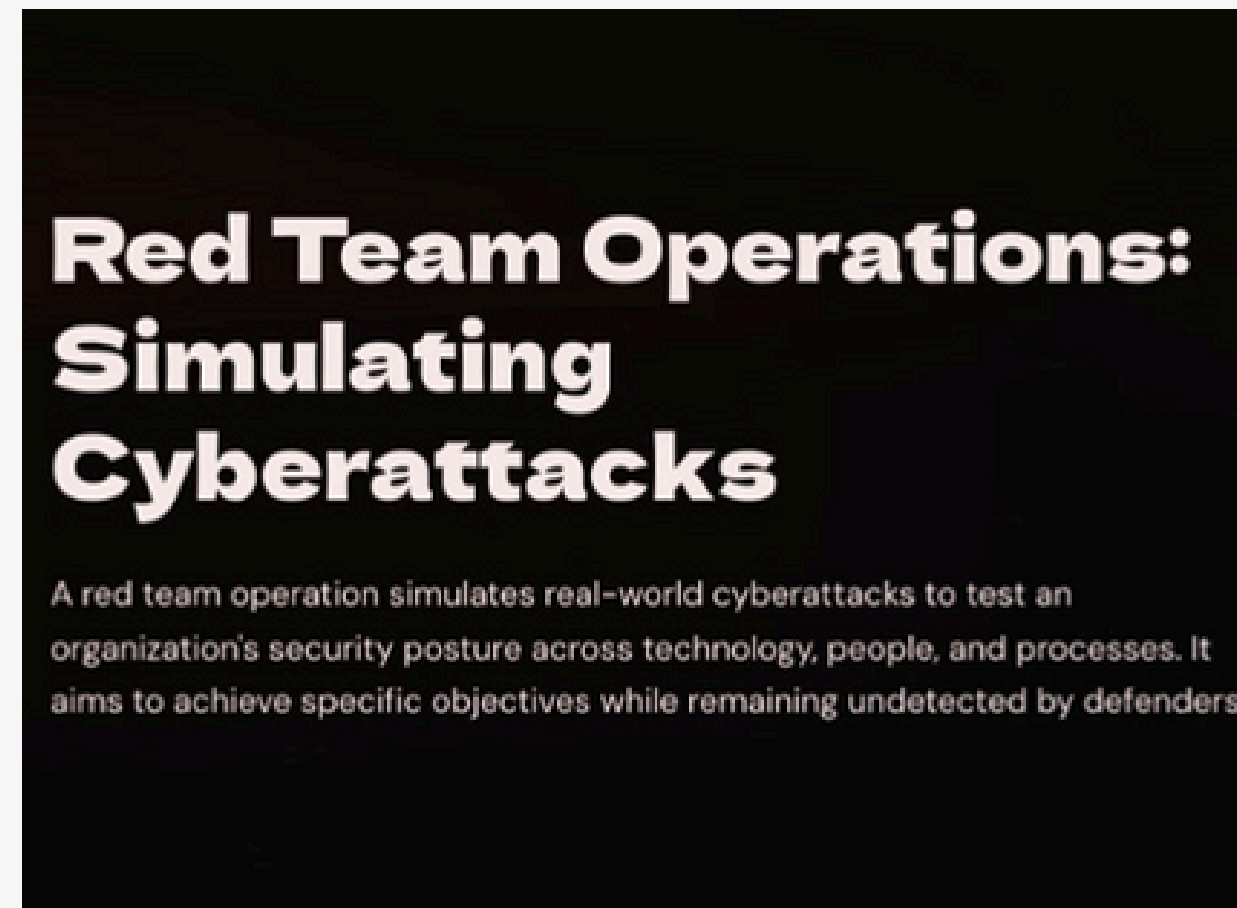 Red Team Operations:
Simulating
Cyberattacks
A red team operation simulates real-world cyberattacks to test an
organization's security posture across technology, people, and processes. It
aims to achieve specific objectives while remaining undetected by defenders